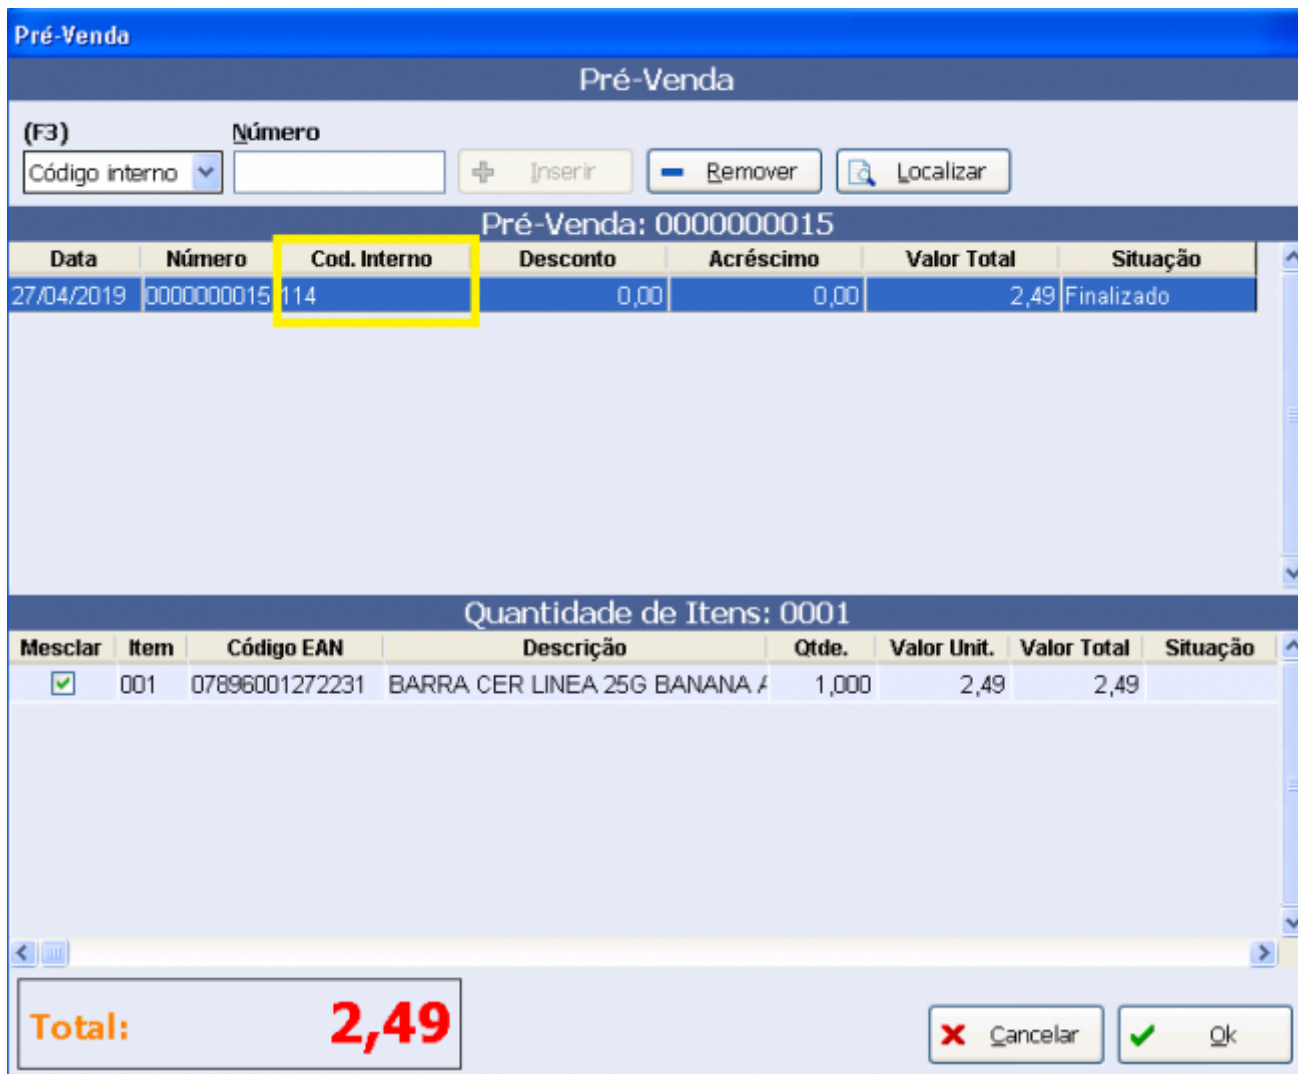 Pré-Venda
Pré-Venda
(F3) Número
Código interno Inserir Remover Localizar
Pré-Venda: 0000000015
Data Número Cod. Interno Desconto Acréscimo Valor Total Situação
27/04/2019 0000000015 114 0,00 0,00 2,49 Finalizado
Quantidade de Itens: 0001
Mesclar Item Código EAN Descrição Qtde. Valor Unit. Valor Total Situação
001 07896001272231 BARRA CER LINEA 25G BANANA 1,000 2,49 2,49
Total: 2,49 Cancelar Ok